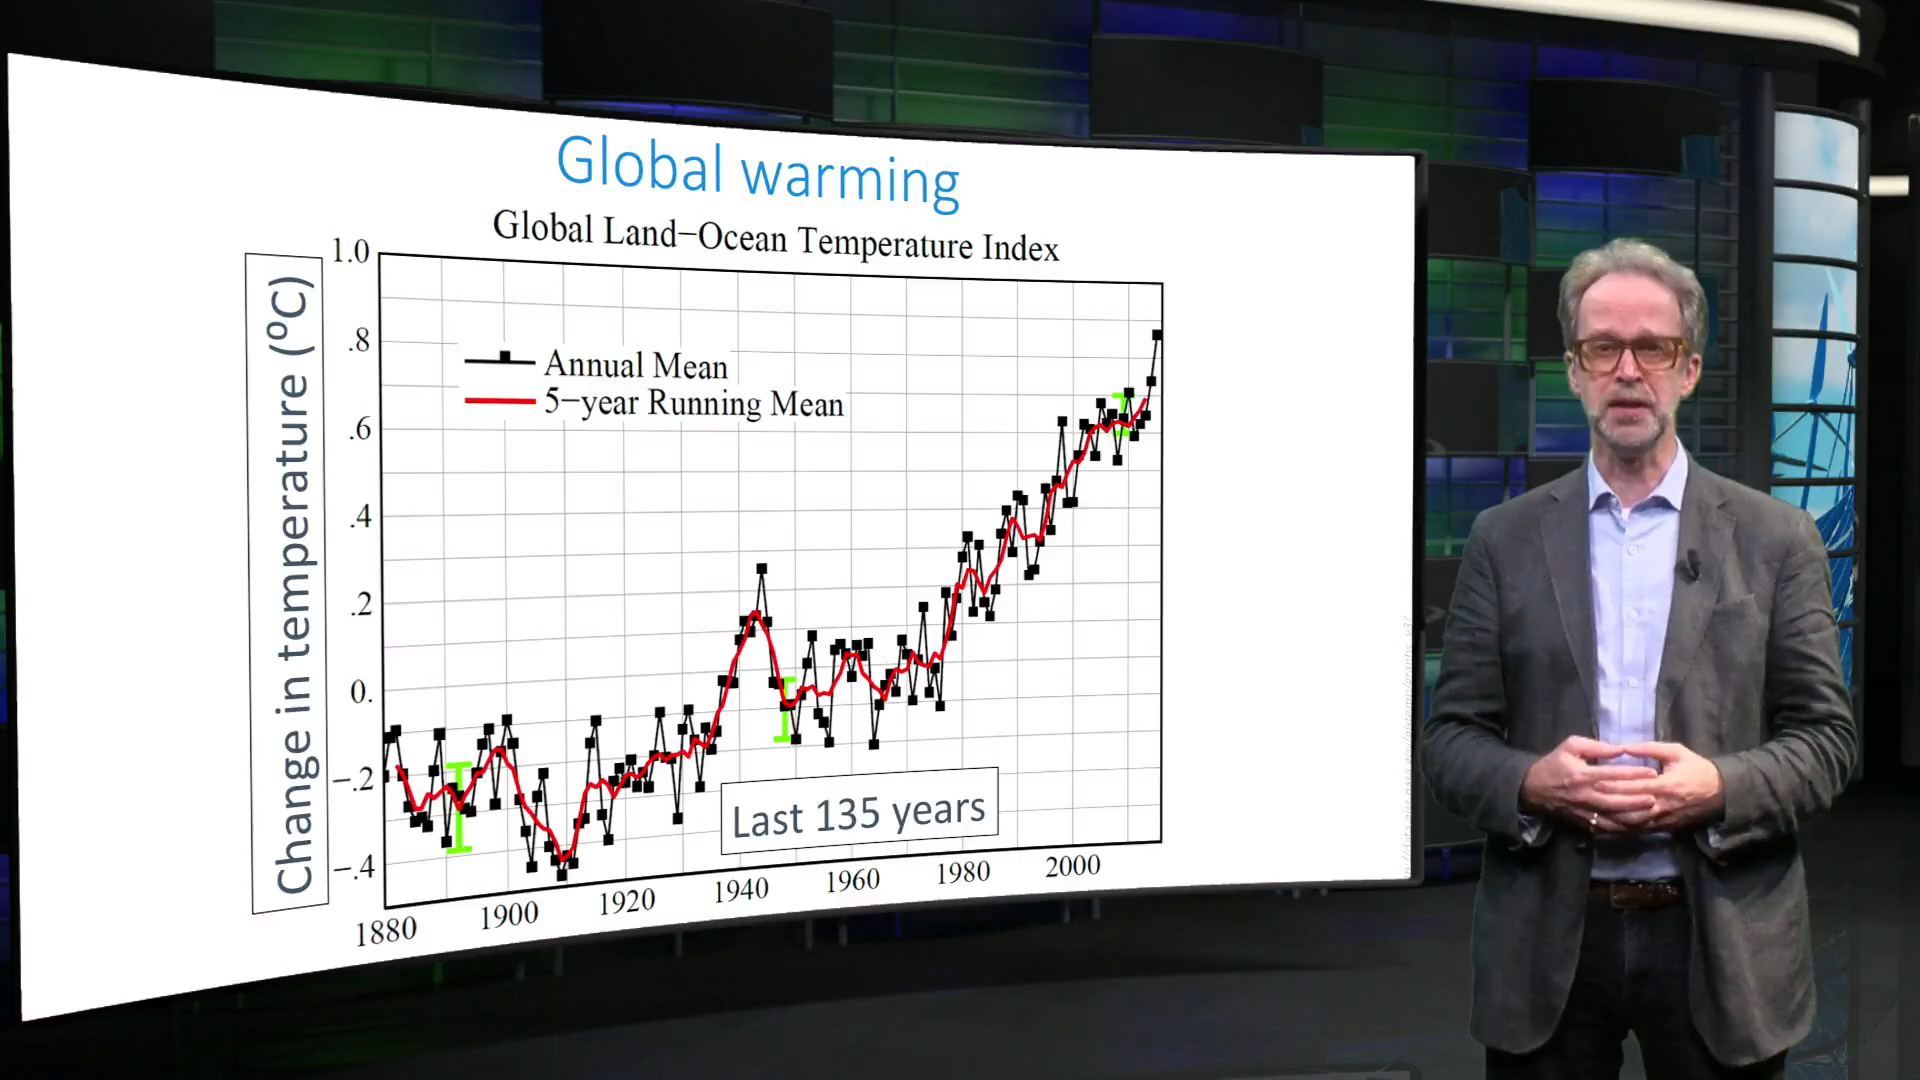 Global warming
Global Land−Ocean Temperature Index
Change in temperature (⁰C)
1.0
.8
.6
.4
.2
0.
−.2
−.4
Annual Mean
5−year Running Mean
Last 135 years
1880
1900
1920
1940
1960
1980
2000